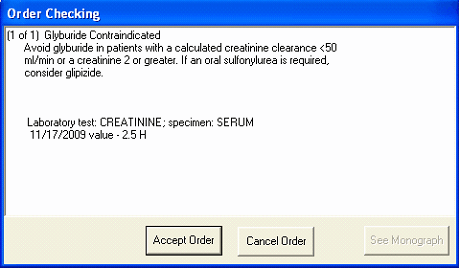 Order Checking
(1 of 1) Glyburide Contraindicated
Avoid glyburide in patients with a calculated creatinine clearance <50
ml/min or a creatinine 2 or greater. If an oral sulfonylurea is required,
consider glipizide.
Laboratory test: CREATININE; specimen: SERUM
11/17/2009 value - 2.5 H
Accept Order Cancel Order See Monograph